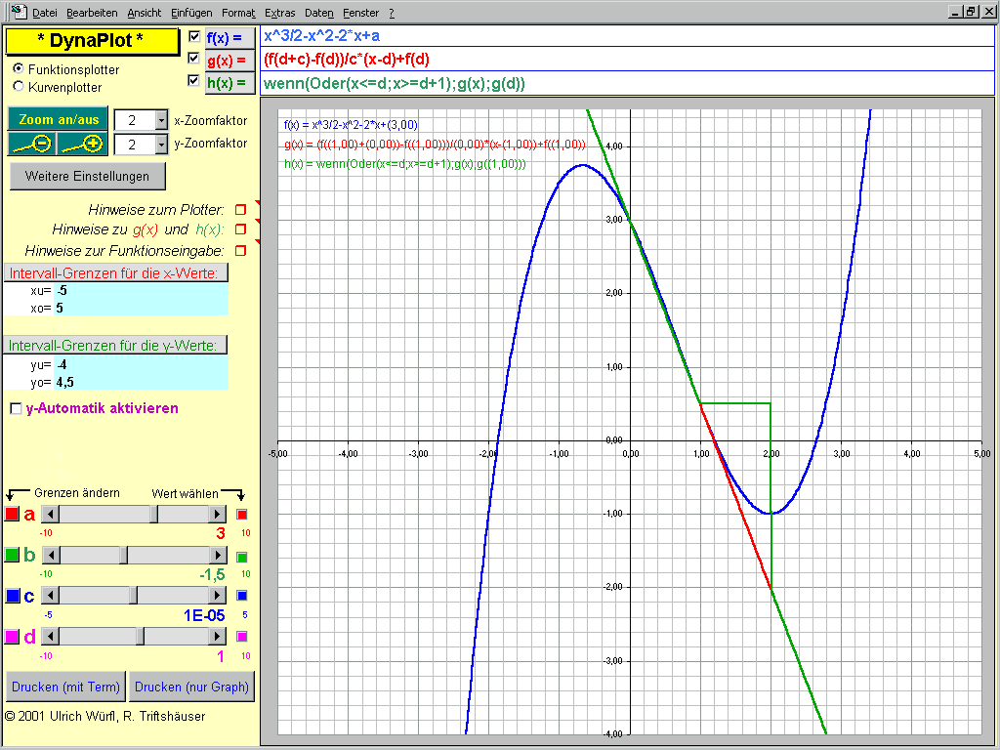 Datei Bearbeiten Ansicht Einfügen Format Extras Daten Fenster ?
* DynaPlot *
Funktionsplotter
Kurvenplotter
f(x) = x^3/2-x^2-2*x+a
g(x) = (f(d+c)-f(d))/c*(x-d)+f(d)
h(x) = wenn(Oder(x<=d;x>=d+1);g(x);g(d))
Zoom an/aus 2 x-Zoomfaktor
2 y-Zoomfaktor
Weitere Einstellungen
Hinweise zum Plotter:
Hinweise zu g(x) und h(x):
Hinweise zur Funktionseingabe:
Intervall-Grenzen für die x-Werte:
xu= -5
xo= 5
Intervall-Grenzen für die y-Werte:
yu= -4
yo= 4,5
y-Automatik aktivieren
Grenzen ändern Wert wählen
a
-10 3 10
b
-10 -1,5 10
c
-5 1E-05 5
d
-10 1 10
Drucken (mit Term) Drucken (nur Graph)
© 2001 Ulrich Würfl, R. Triftshäuser
f(x) = x^3/2-x^2-2*x+(3,00)
g(x) = (f((1,00)+(0,00))-f((1,00)))/(0,00)*(x-(1,00))+f((1,00))
h(x) = wenn(Oder(x<=d;x>=d+1);g(x);g((1,00)))
4,00
3,00
2,00
1,00
0,00
-5,00 -4,00 -3,00 -2,00 -1,00 0,00 1,00 2,00 3,00 4,00 5,00
-1,00
-2,00
-3,00
-4,00